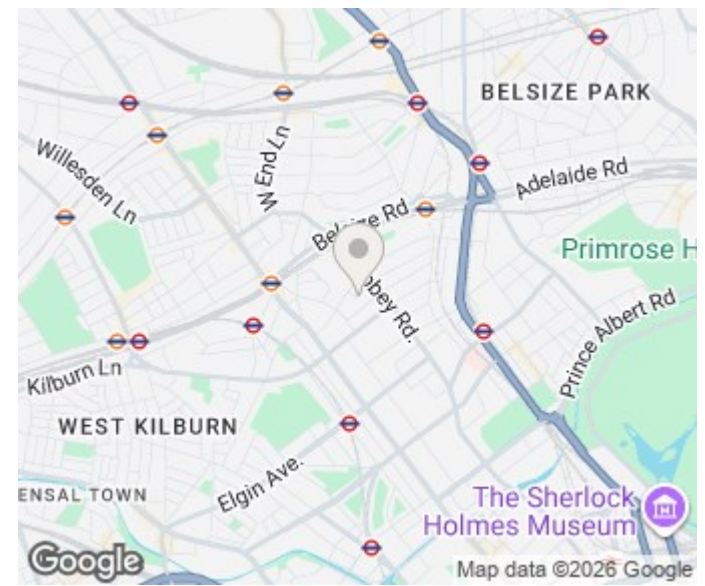 BELSIZE PARK
Willesden Ln
W End Ln
Adelaide Rd
Belsize Rd
Primrose H
bbey Rd.
Prince Albert Rd
Kilburn Ln
WEST KILBURN
ENSAL TOWN
Elgin Ave.
The Sherlock
Holmes Museum
Google
Map data ©2026 Google